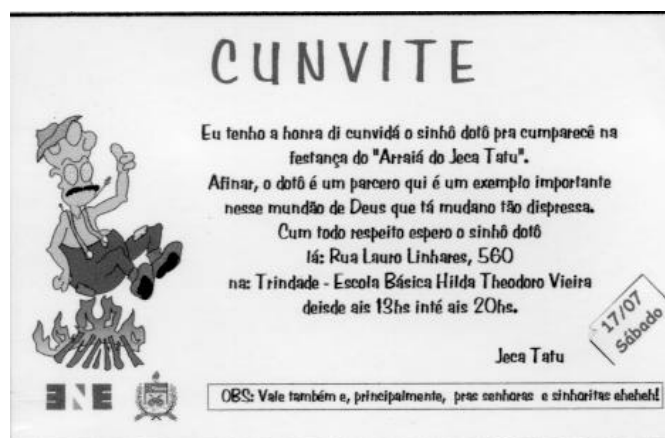 CUNVITE
Eu tenho a honra di cunvidá o sinhô dotô pra cumparecê na
festança do "Arraiá do Jeca Tatu".
Afinar, o dotô é um parcero qui é um exemplo importante
nesse mundão de Deus que tá mudano tão dispressa.
Cum todo respeito espero o sinhô dotô
lá: Rua Lauro Linhares, 560
na: Trindade - Escola Básica Hilda Theodoro Vieira
deisde ais 13hs inté ais 20hs.
17/07
Sábado
Jeca Tatu
ENE
OBS: Vale também e, principalmente, pras senhoras e sinhoritas eheheh!